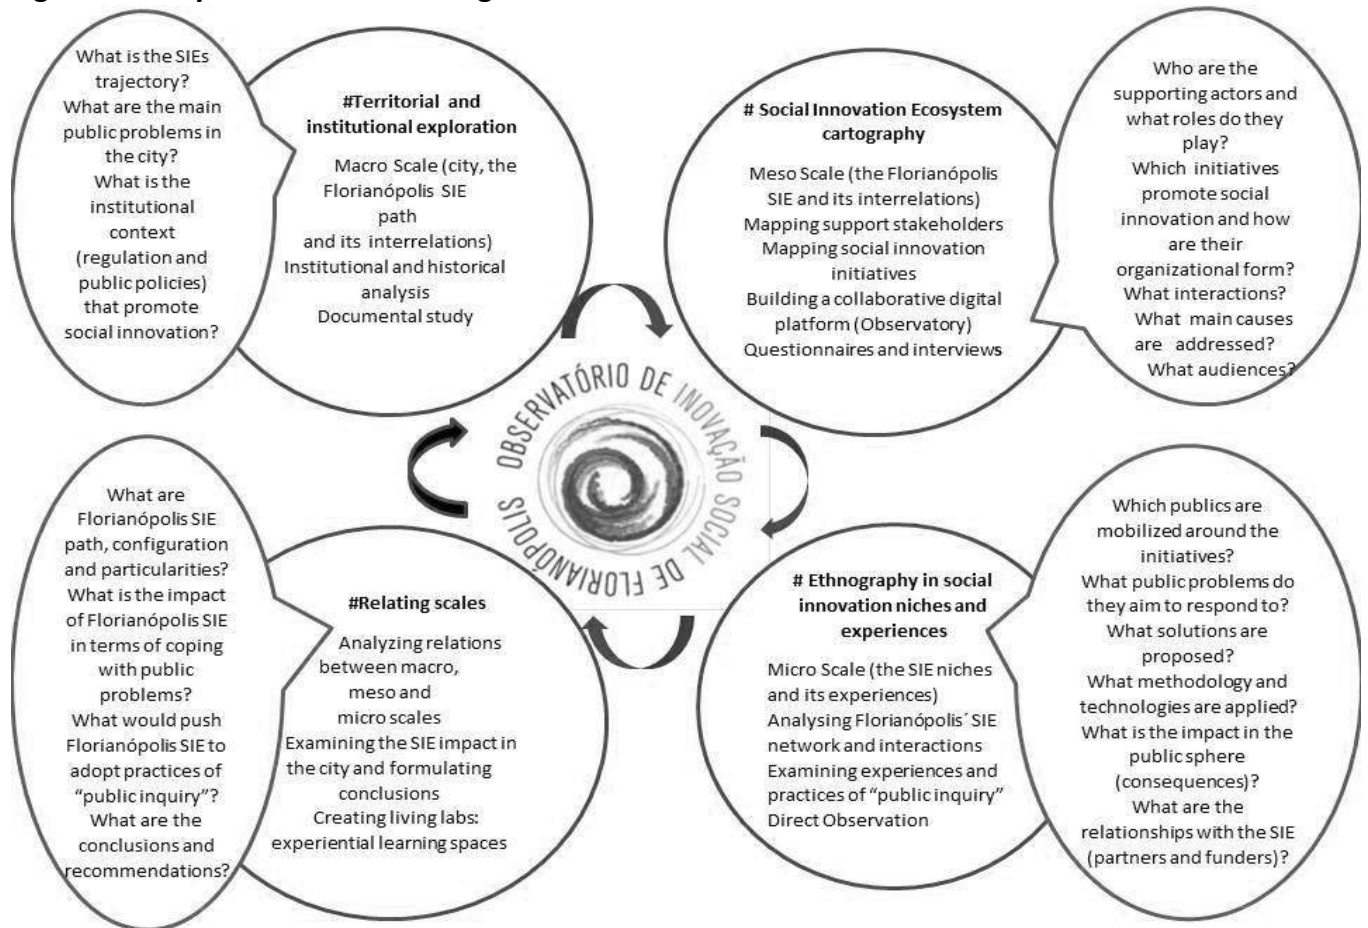 What is the SIEs
trajectory?
What are the main
public problems in
the city?
What is the
institutional
context
(regulation and
public policies)
that promote
social innovation?
#Territorial and
institutional exploration
Macro Scale (city, the
Florianópolis SIE
path
and its interrelations)
Institutional and historical
analysis
Documental study
# Social Innovation Ecosystem
cartography
Meso Scale (the Florianópolis
SIE and its interrelations)
Mapping support stakeholders
Mapping social innovation
initiatives
Building a collaborative digital
platform (Observatory)
Questionnaires and interviews
Who are the
supporting actors and
what roles do they
play?
Which initiatives
promote social
innovation and how
are their
organizational form?
What interactions?
What main causes
are addressed?
What audiences?
OBSERVATÓRIO DE INOVAÇÃO SOCIAL DE FLORIANÓPOLIS
What are
Florianópolis SIE
path, configuration
and particularities?
What is the impact
of Florianópolis SIE
in terms of coping
with public
problems?
What would push
Florianópolis SIE to
adopt practices of
“public inquiry”?
What are the
conclusions and
recommendations?
#Relating scales
Analyzing relations
between macro,
meso and
micro scales
Examining the SIE impact in
the city and formulating
conclusions
Creating living labs:
experiential learning spaces
# Ethnography in social
innovation niches and
experiences
Micro Scale (the SIE niches
and its experiences)
Analysing Florianópolis´ SIE
network and interactions
Examining experiences and
practices of “public inquiry”
Direct Observation
Which publics are
mobilized around the
initiatives?
What public problems do
they aim to respond to?
What solutions are
proposed?
What methodology and
technologies are applied?
What is the impact in the
public sphere
(consequences)?
What are the
relationships with the SIE
(partners and funders)?